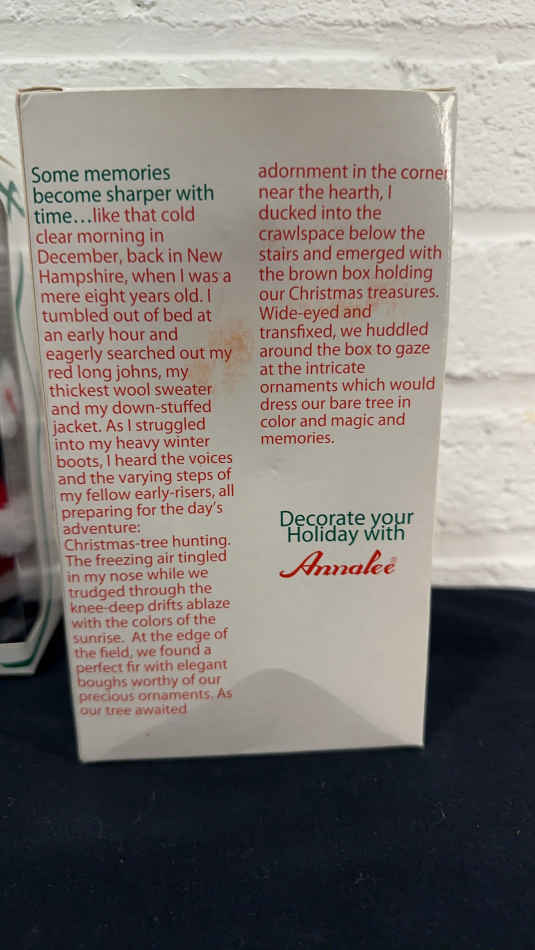 Some memories
become sharper with
time...like that cold
clear morning in
December, back in New
Hampshire, when I was a
mere eight years old. I
tumbled out of bed at
an early hour and
eagerly searched out my
red long johns, my
thickest wool sweater
and my down-stuffed
jacket. As I struggled
into my heavy winter
boots, I heard the voices
and the varying steps of
my fellow early-risers, all
preparing for the day's
adventure:
Christmas-tree hunting.
The freezing air tingled
in my nose while we
trudged through the
knee-deep drifts ablaze
with the colors of the
sunrise. At the edge of
the field, we found a
perfect fir with elegant
boughs worthy of our
precious ornaments. As
our tree awaited
adornment in the corner
near the hearth, I
ducked into the
crawlspace below the
stairs and emerged with
the brown box holding
our Christmas treasures.
Wide-eyed and
transfixed, we huddled
around the box to gaze
at the intricate
ornaments which would
dress our bare tree in
color and magic and
memories.
Decorate your
Holiday with
Annalee®